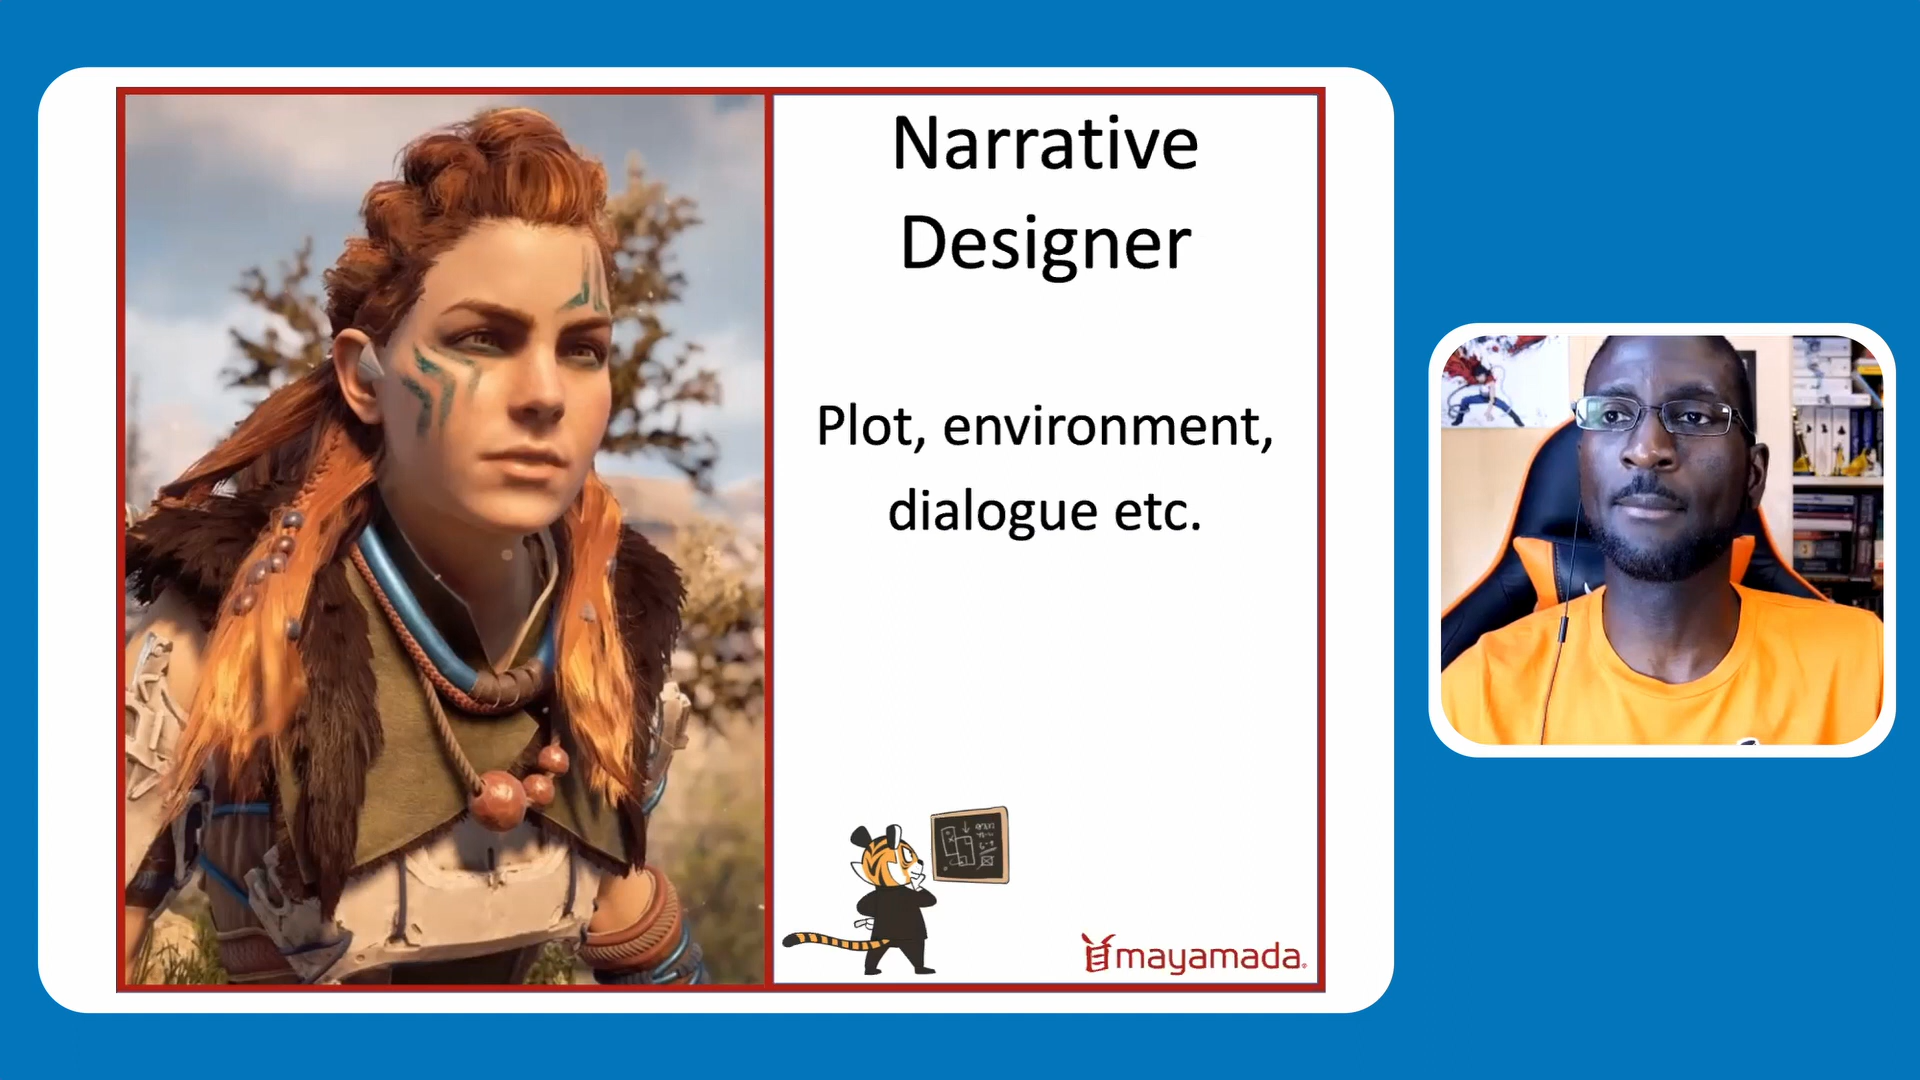 Narrative
Designer
Plot, environment,
dialogue etc.
mayamada